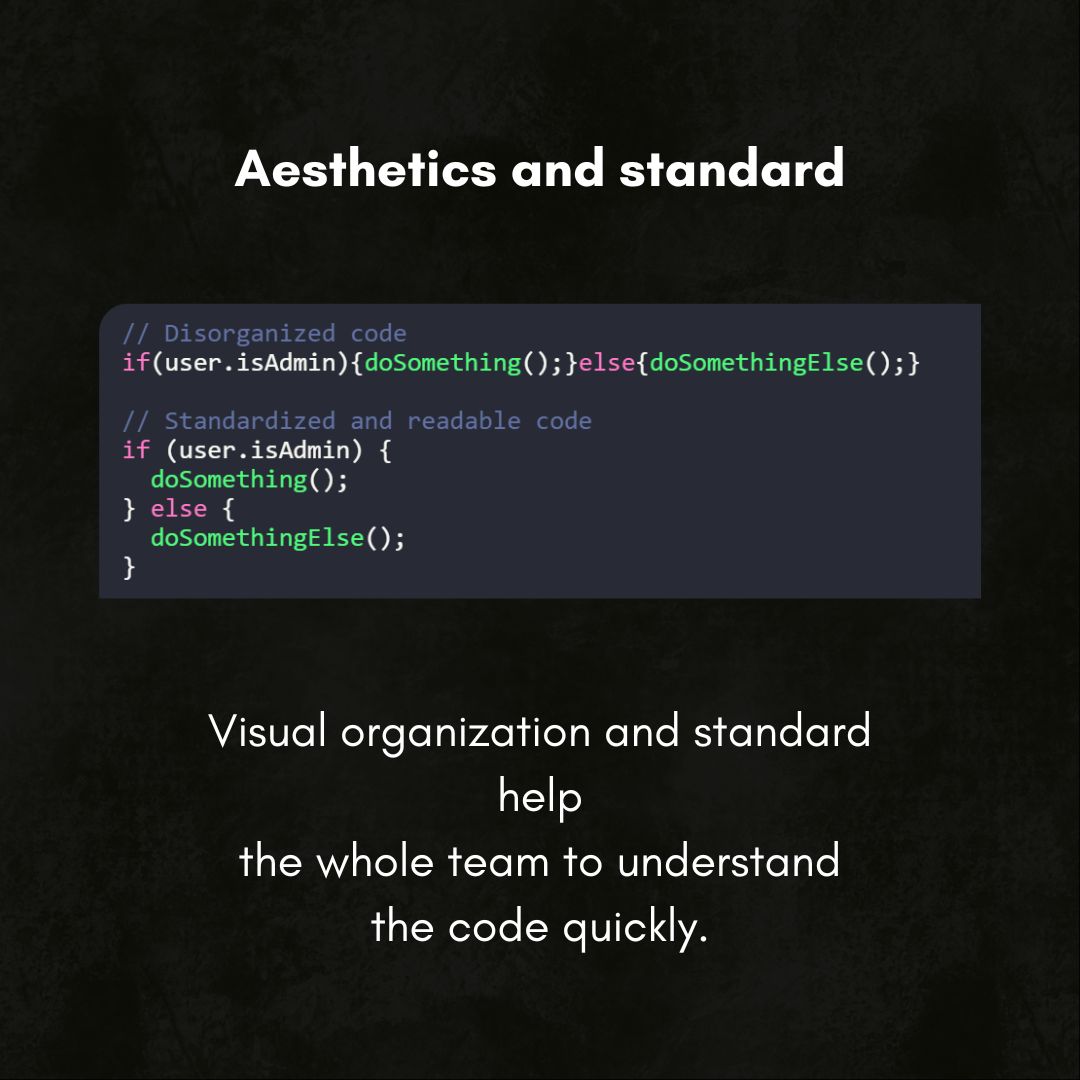 Aesthetics and standard
// Disorganized code
if(user.isAdmin){doSomething();}else{doSomethingElse();}
// Standardized and readable code
if (user.isAdmin) {
  doSomething();
} else {
  doSomethingElse();
}
Visual organization and standard
help
the whole team to understand
the code quickly.